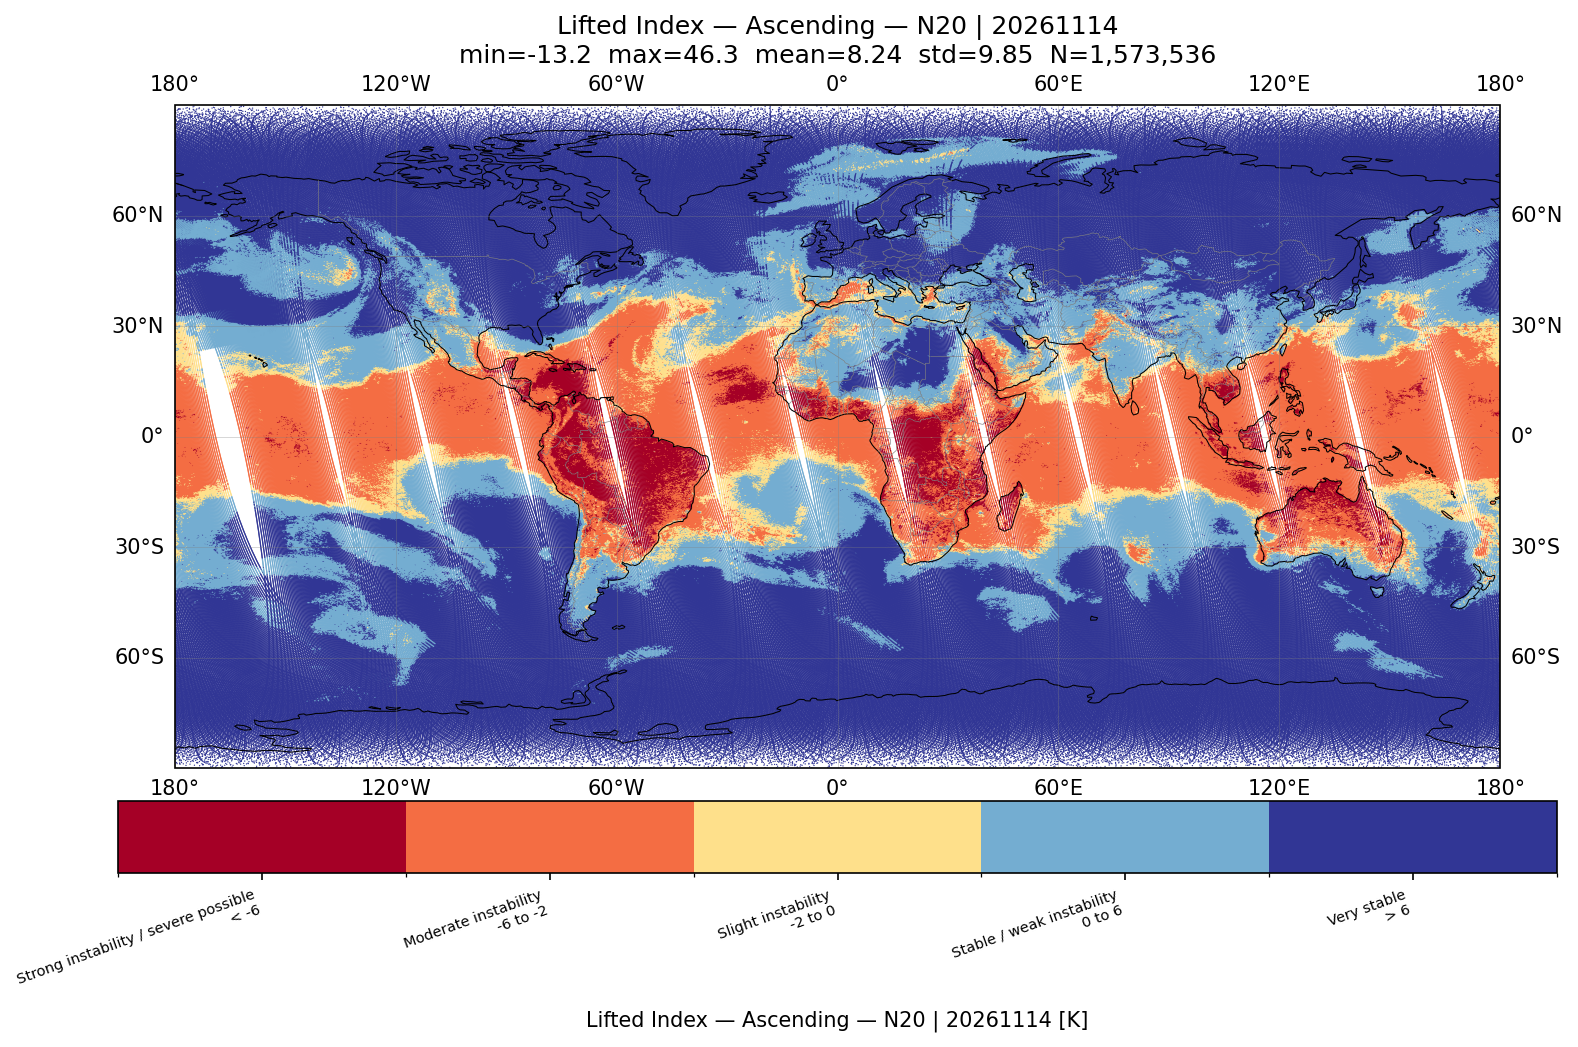 Lifted Index — Ascending — N20 | 20261114
min=-13.2 max=46.3 mean=8.24 std=9.85 N=1,573,536
180° 120°W 60°W 0° 60°E 120°E 180°
60°N 60°N
30°N 30°N
0° 0°
30°S 30°S
60°S 60°S
180° 120°W 60°W 0° 60°E 120°E 180°
Strong instability / severe possible
< -6
Moderate instability
-6 to -2
Slight instability
-2 to 0
Stable / weak instability
0 to 6
Very stable
> 6
Lifted Index — Ascending — N20 | 20261114 [K]